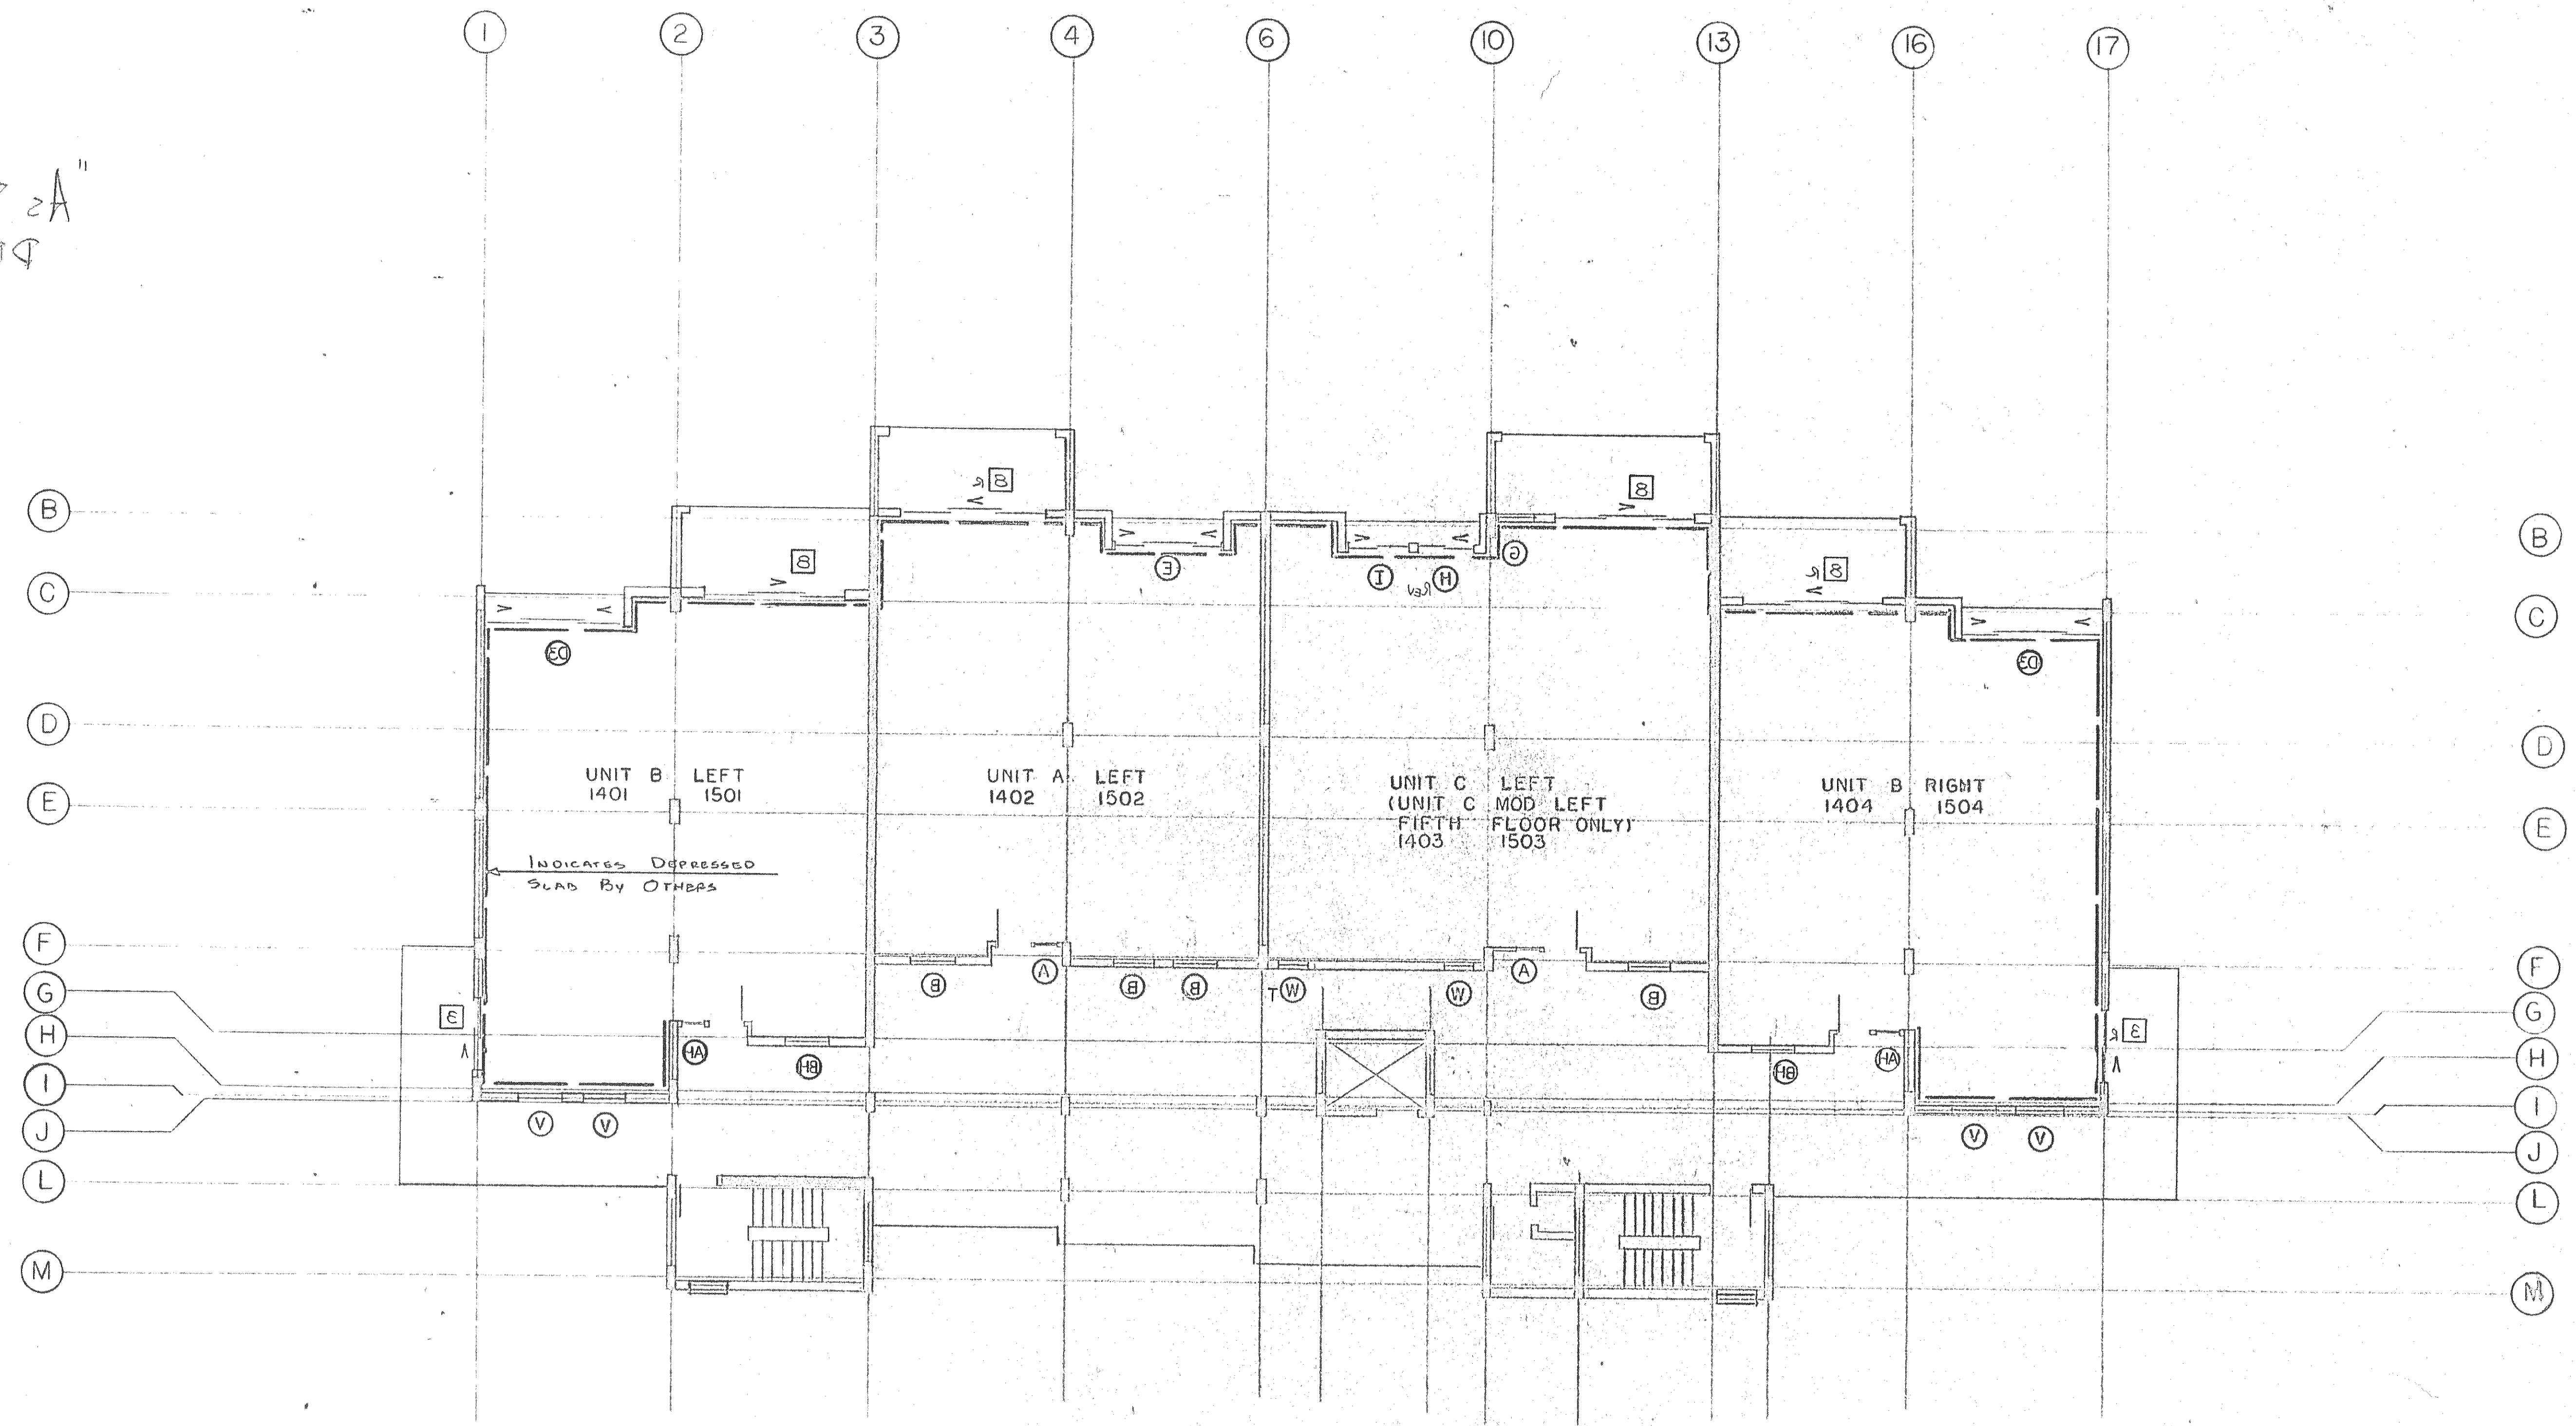 1 2 3 4 6 10 13 16 17
"As
B B
C C
D D
E E
F F
G G
H H
I I
J J
L L
M M
8 R
8
8
8 R
E
I H
REV
G
D3
D3
UNIT B LEFT
1401 1501
UNIT A LEFT
1402 1502
UNIT C LEFT
(UNIT C MOD LEFT
FIFTH FLOOR ONLY)
1403 1503
UNIT B RIGHT
1404 1504
INDICATES DEPRESSED
SLAB BY OTHERS
B A B B W T W A B
3
HA HB
HB HA
3 R
V V
V V